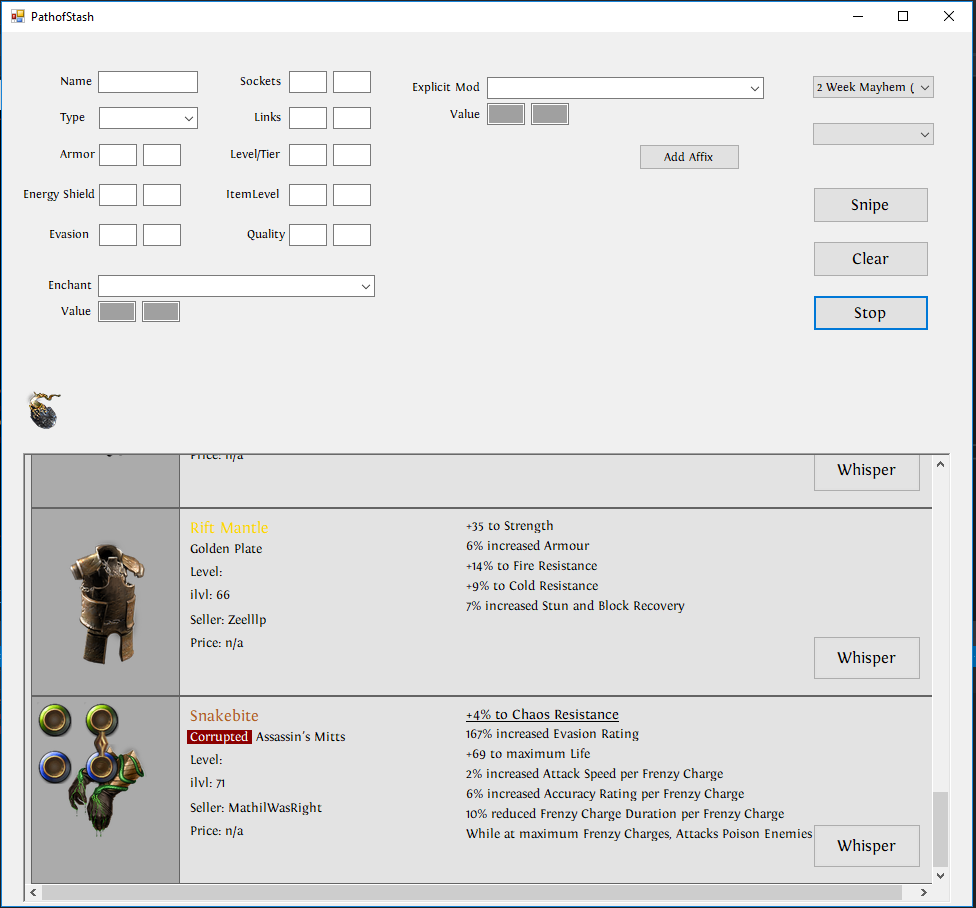 PathofStash
Name
Sockets
Explicit Mod
2 Week Mayhem (
Type
Links
Value
Armor
Level/Tier
Add Affix
Energy Shield
ItemLevel
Snipe
Evasion
Quality
Clear
Enchant
Value
Stop
Price: n/a
Whisper
Rift Mantle
Golden Plate
Level:
ilvl: 66
Seller: Zeelllp
Price: n/a
+35 to Strength
6% increased Armour
+14% to Fire Resistance
+9% to Cold Resistance
7% increased Stun and Block Recovery
Whisper
Snakebite
Corrupted Assassin's Mitts
Level:
ilvl: 71
Seller: MathilWasRight
Price: n/a
+4% to Chaos Resistance
167% increased Evasion Rating
+69 to maximum Life
2% increased Attack Speed per Frenzy Charge
6% increased Accuracy Rating per Frenzy Charge
10% reduced Frenzy Charge Duration per Frenzy Charge
While at maximum Frenzy Charges, Attacks Poison Enemies
Whisper